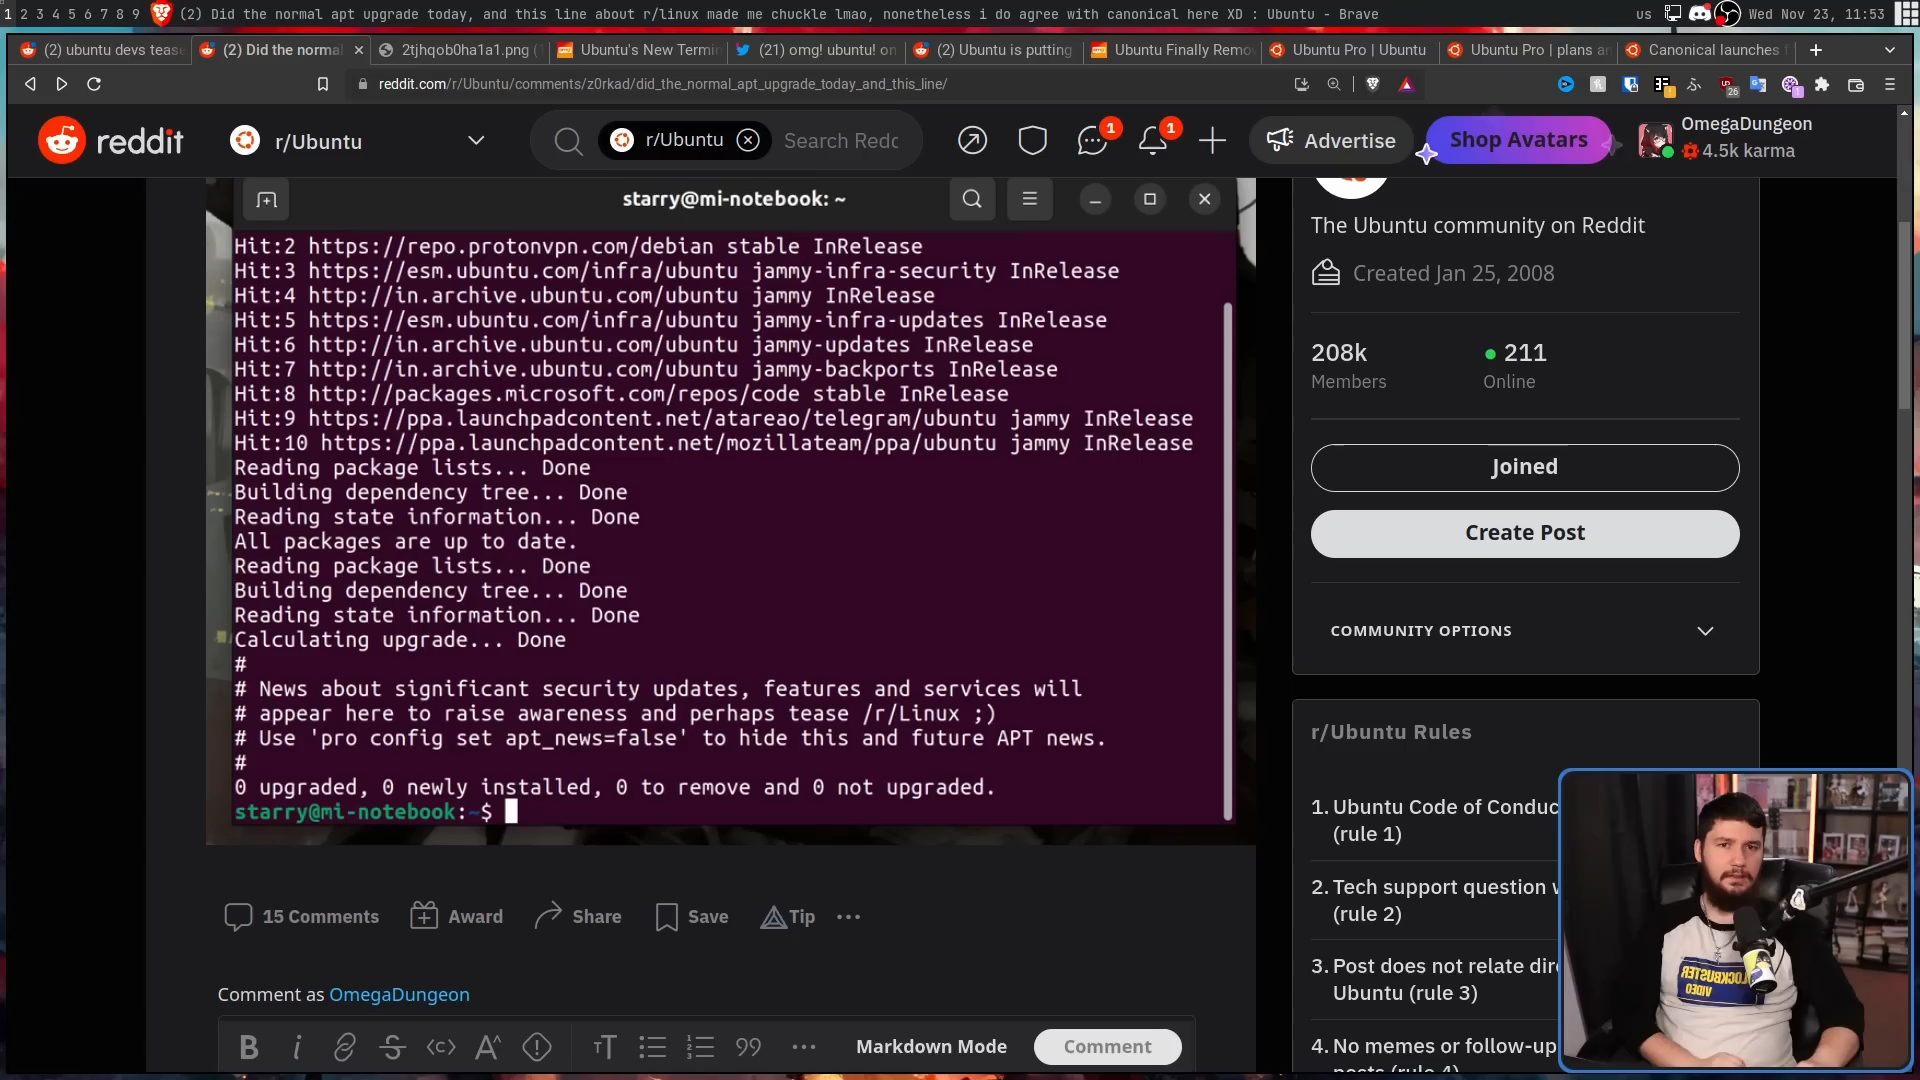 1 2 3 4 5 6 7 8 9 (2) Did the normal apt upgrade today, and this line about r/linux made me chuckle lmao, nonetheless i do agree with canonical here XD : Ubuntu - Brave us Wed Nov 23, 11:53
(2) ubuntu devs tease (2) Did the normal 2tjhqob0ha1a1.png ( Ubuntu's New Termi (21) omg! ubuntu! on (2) Ubuntu is putting Ubuntu Finally Remo Ubuntu Pro | Ubuntu Ubuntu Pro | plans an Canonical launches
reddit.com/r/Ubuntu/comments/z0rkad/did_the_normal_apt_upgrade_today_and_this_line/ 26 1
reddit r/Ubuntu r/Ubuntu Search Redd 1 1 Advertise Shop Avatars OmegaDungeon
4.5k karma
starry@mi-notebook: ~
Hit:2 https://repo.protonvpn.com/debian stable InRelease
Hit:3 https://esm.ubuntu.com/infra/ubuntu jammy-infra-security InRelease
Hit:4 http://in.archive.ubuntu.com/ubuntu jammy InRelease
Hit:5 https://esm.ubuntu.com/infra/ubuntu jammy-infra-updates InRelease
Hit:6 http://in.archive.ubuntu.com/ubuntu jammy-updates InRelease
Hit:7 http://in.archive.ubuntu.com/ubuntu jammy-backports InRelease
Hit:8 http://packages.microsoft.com/repos/code stable InRelease
Hit:9 https://ppa.launchpadcontent.net/atareao/telegram/ubuntu jammy InRelease
Hit:10 https://ppa.launchpadcontent.net/mozillateam/ppa/ubuntu jammy InRelease
Reading package lists... Done
Building dependency tree... Done
Reading state information... Done
All packages are up to date.
Reading package lists... Done
Building dependency tree... Done
Reading state information... Done
Calculating upgrade... Done
#
# News about significant security updates, features and services will
# appear here to raise awareness and perhaps tease /r/Linux ;)
# Use 'pro config set apt_news=false' to hide this and future APT news.
#
0 upgraded, 0 newly installed, 0 to remove and 0 not upgraded.
starry@mi-notebook:~$
15 Comments Award Share Save Tip
Comment as OmegaDungeon
Markdown Mode Comment
The Ubuntu community on Reddit
Created Jan 25, 2008
208k 211
Members Online
Joined
Create Post
COMMUNITY OPTIONS
r/Ubuntu Rules
1. Ubuntu Code of Conduc
(rule 1)
2. Tech support question w
(rule 2)
3. Post does not relate dire
Ubuntu (rule 3)
4. No memes or follow-up
posts (rule 4)
BLOCKBUSTER
VIDEO